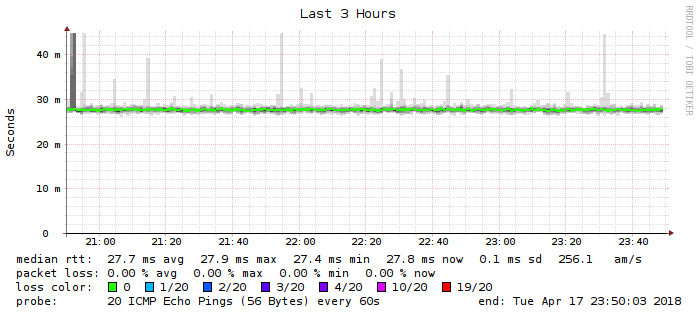 Last 3 Hours
RRDTOOL / TOBI OETIKER
Seconds
40 m
30 m
20 m
10 m
0
21:00 21:20 21:40 22:00 22:20 22:40 23:00 23:20 23:40
median rtt: 27.7 ms avg 27.9 ms max 27.4 ms min 27.8 ms now 0.1 ms sd 256.1 am/s
packet loss: 0.00 % avg 0.00 % max 0.00 % min 0.00 % now
loss color: 0 1/20 2/20 3/20 4/20 10/20 19/20
probe: 20 ICMP Echo Pings (56 Bytes) every 60s end: Tue Apr 17 23:50:03 2018